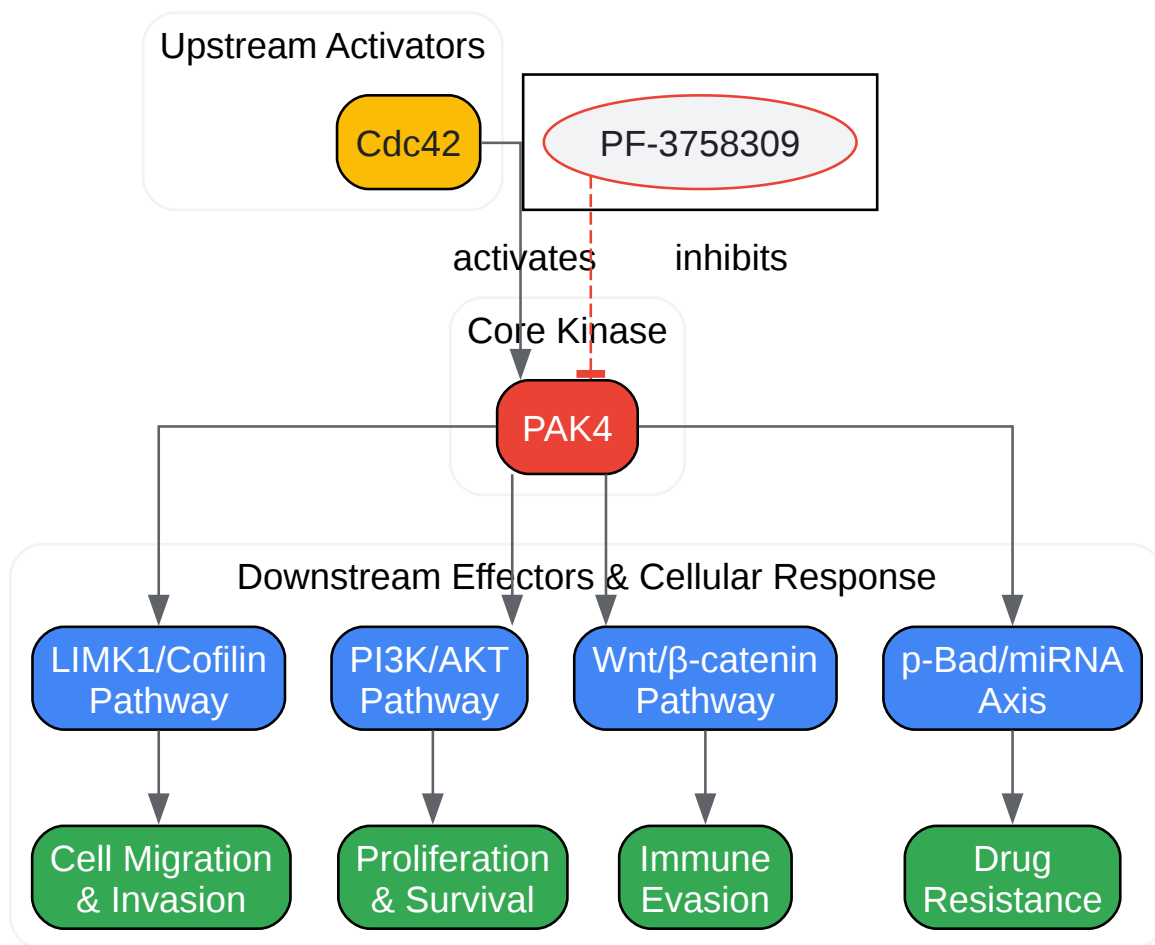 Upstream Activators
Cdc42
PF-3758309
activates
inhibits
Core Kinase
PAK4
Downstream Effectors & Cellular Response
LIMK1/Cofilin
Pathway
PI3K/AKT
Pathway
Wnt/β-catenin
Pathway
p-Bad/miRNA
Axis
Cell Migration
& Invasion
Proliferation
& Survival
Immune
Evasion
Drug
Resistance